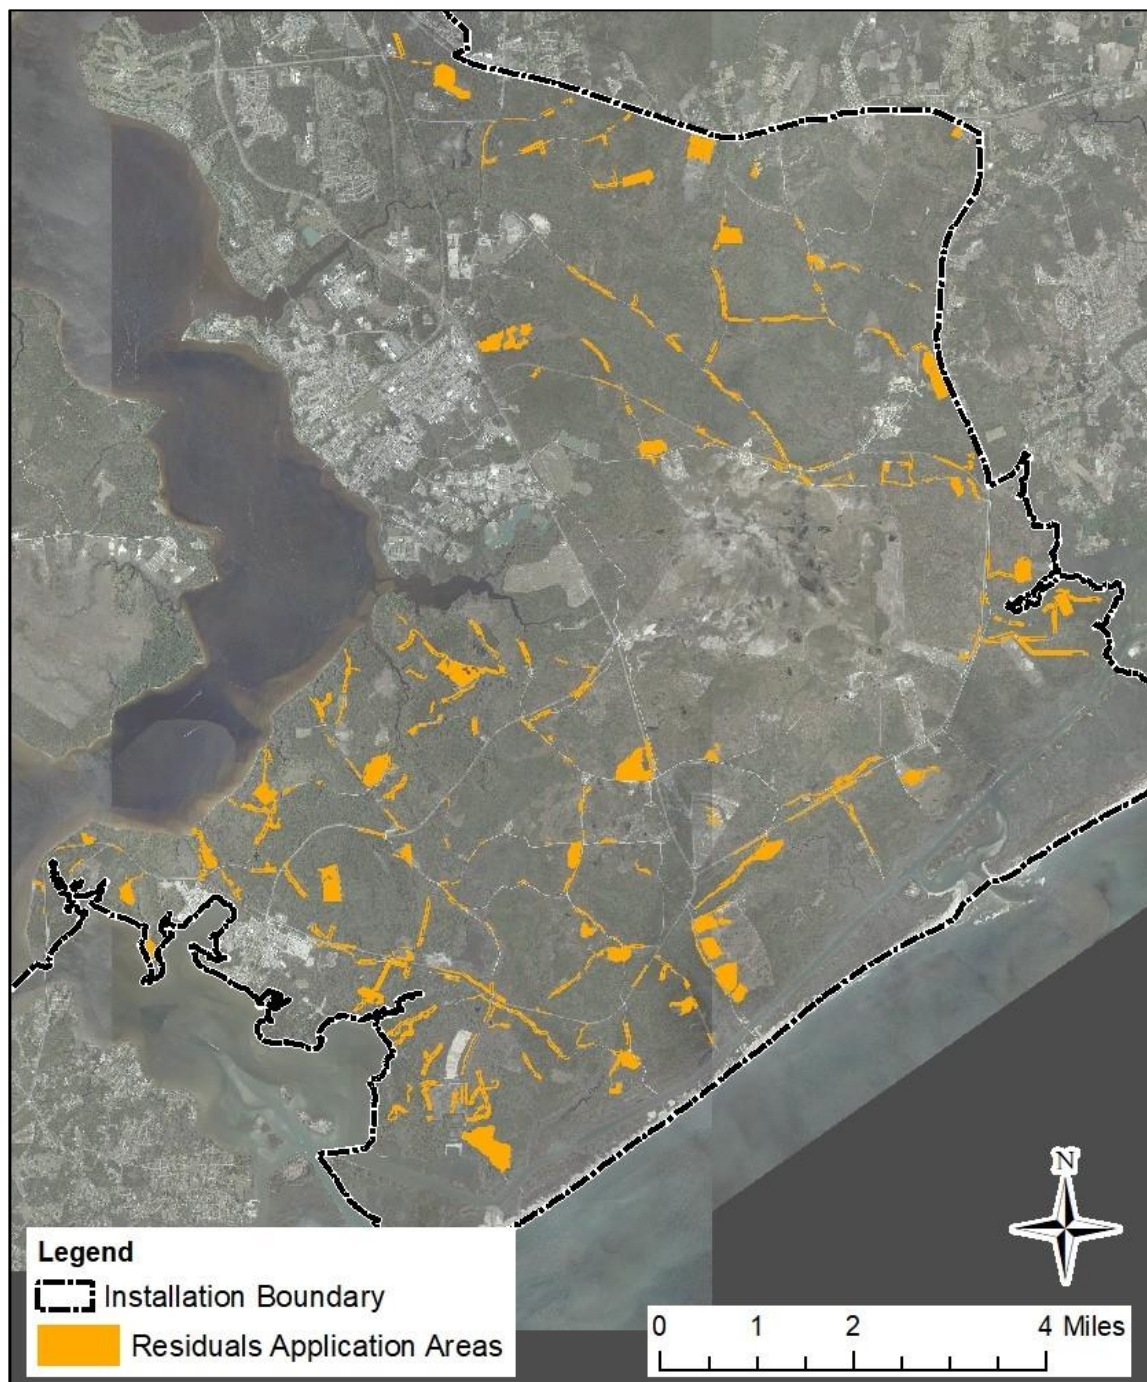 N
Legend
Installation Boundary
Residuals Application Areas
0 1 2 4 Miles